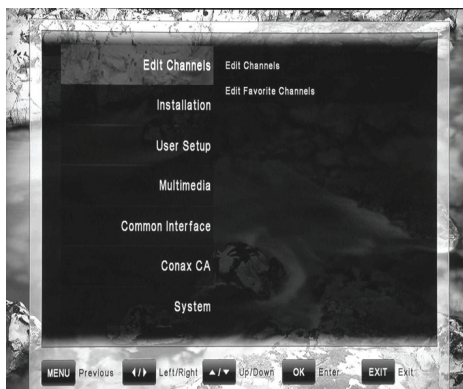 Edit Channels
Installation
User Setup
Multimedia
Common Interface
Conax CA
System
Edit Channels
Edit Favorite Channels
MENU Previous ◀/▶ Left/Right ▲/▼ Up/Down OK Enter EXIT Exit